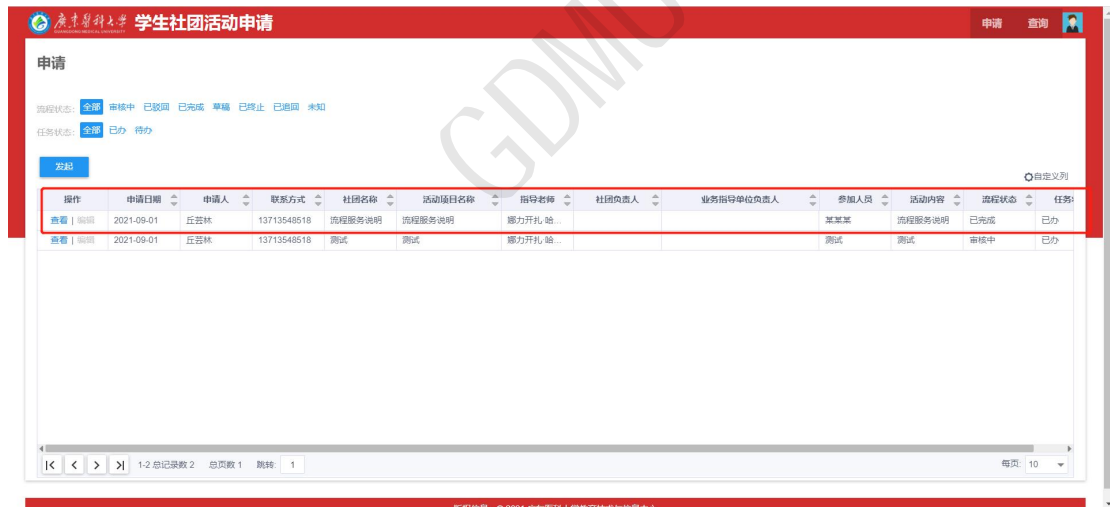 廣東醫科大學 学生社团活动申请 申请 查询
GUANGDONG MEDICAL UNIVERSITY
GDMU
申请
流程状态: 全部 审核中 已驳回 已完成 草稿 已终止 已追回 未知
任务状态: 全部 已办 待办
发起
自定义列
操作 申请日期 申请人 联系方式 社团名称 活动项目名称 指导老师 社团负责人 业务指导单位负责人 参加人员 活动内容 流程状态 任务
查看 | 编辑 2021-09-01 丘芸林 13713548518 流程服务说明 流程服务说明 娜力开扎·哈... 某某某 流程服务说明 已完成 已办
查看 | 编辑 2021-09-01 丘芸林 13713548518 测试 测试 娜力开扎·哈... 测试 测试 审核中 已办
1-2 总记录数 2 总页数 1 跳转: 1 每页: 10